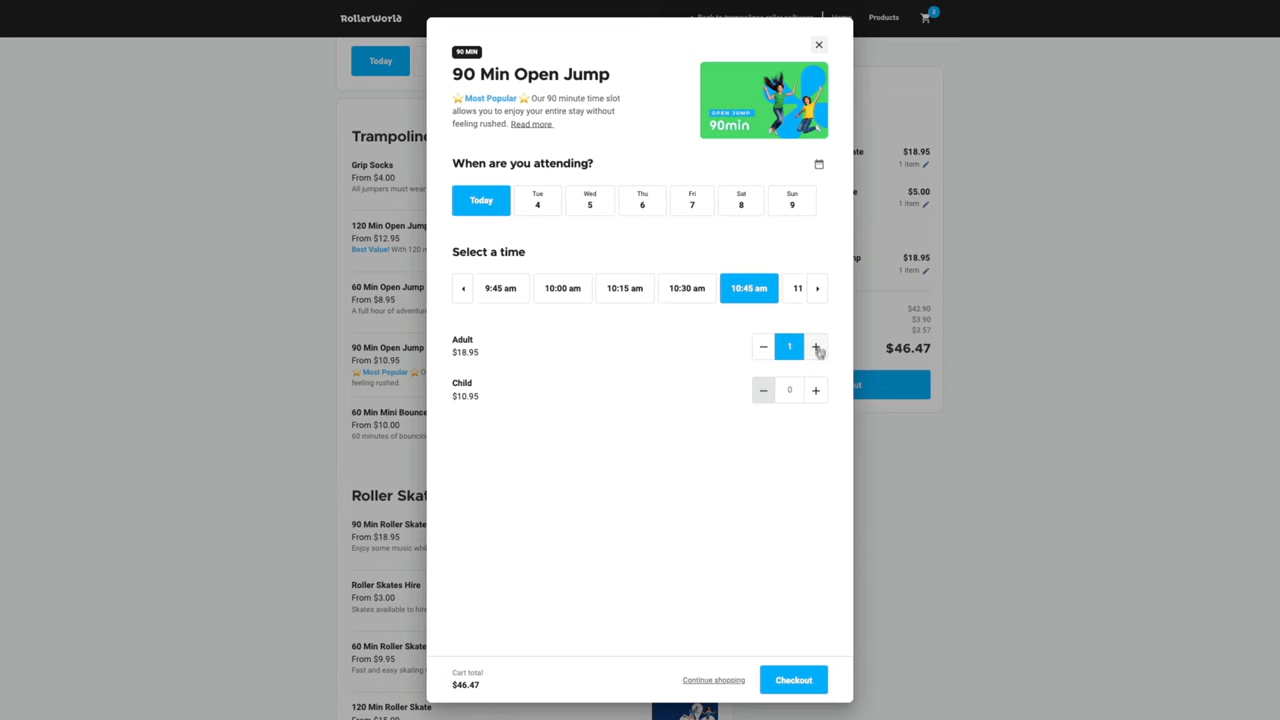 RollerWorld
Products
3
Today
90 MIN
90 Min Open Jump
⭐ Most Popular ⭐ Our 90 minute time slot
allows you to enjoy your entire stay without
feeling rushed. Read more
OPEN JUMP
90min
When are you attending?
Today
Tue
4
Wed
5
Thu
6
Fri
7
Sat
8
Sun
9
Select a time
9:45 am
10:00 am
10:15 am
10:30 am
10:45 am
11
Adult
$18.95
1
Child
$10.95
0
Cart total
$46.47
Continue shopping
Checkout
Trampoline
Grip Socks
From $4.00
All jumpers must wear
120 Min Open Jump
From $12.95
Best Value! With 120 m
60 Min Open Jump
From $8.95
A full hour of adventure
90 Min Open Jump
From $10.95
⭐ Most Popular ⭐ O
feeling rushed.
60 Min Mini Bounce
From $10.00
60 minutes of bouncing
Roller Skat
90 Min Roller Skate
From $18.95
Enjoy some music whil
Roller Skates Hire
From $3.00
Skates available to hire
60 Min Roller Skate
From $9.95
Fast and easy skating
120 Min Roller Skate
From $15.00
ate
$18.95
1 item
e
$5.00
1 item
mp
$18.95
1 item
$42.90
$3.90
$3.57
$46.47
out